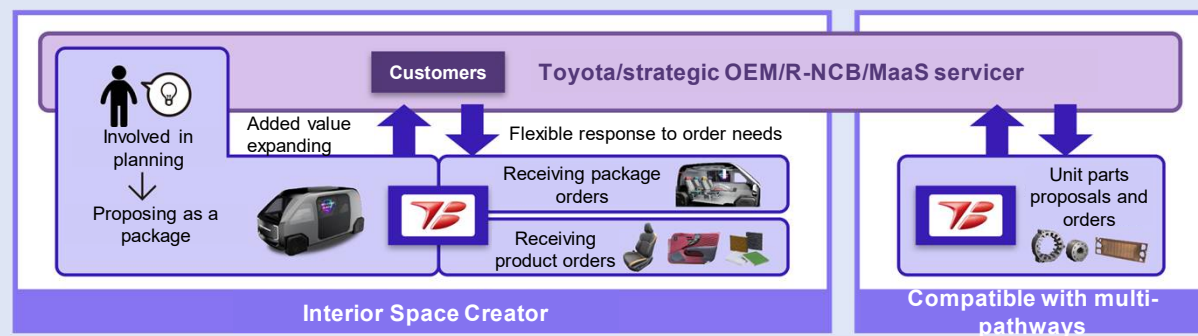 Customers
Toyota/strategic OEM/R-NCB/MaaS servicer
Involved in
planning
Proposing as a
package
Added value
expanding
Flexible response to order needs
Receiving package
orders
Receiving
product orders
TB
Interior Space Creator
Unit parts
proposals and
orders
TB
Compatible with multi-
pathways